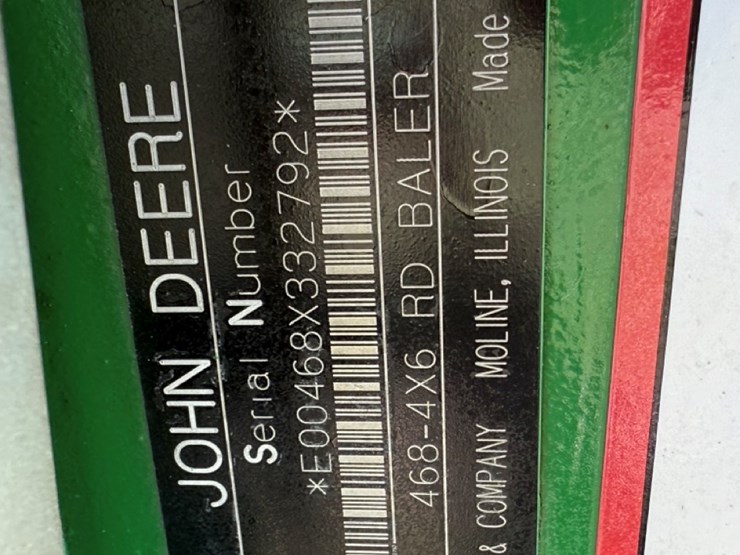 JOHN DEERE
Serial Number
*E00468X332792*
468-4X6 RD BALER
& COMPANY MOLINE, ILLINOIS Made